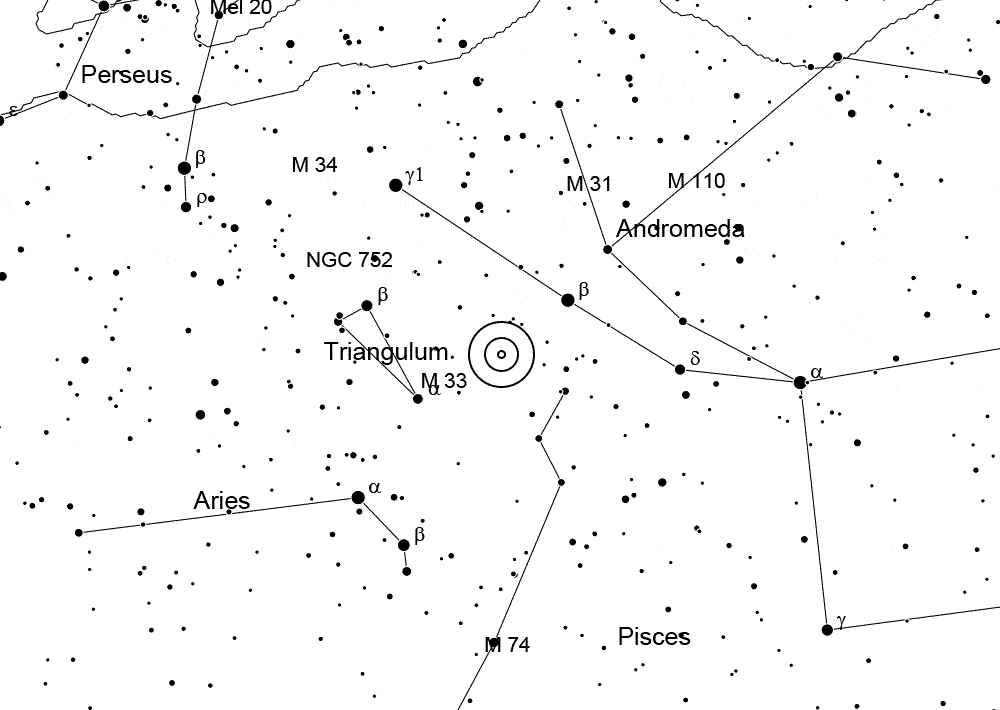 Mel 20
Perseus
ε
β
ρ
M 34
γ1
M 31
M 110
Andromeda
NGC 752
β
β
Triangulum
M 33
α
δ
α
Aries
α
β
γ
M 74
Pisces